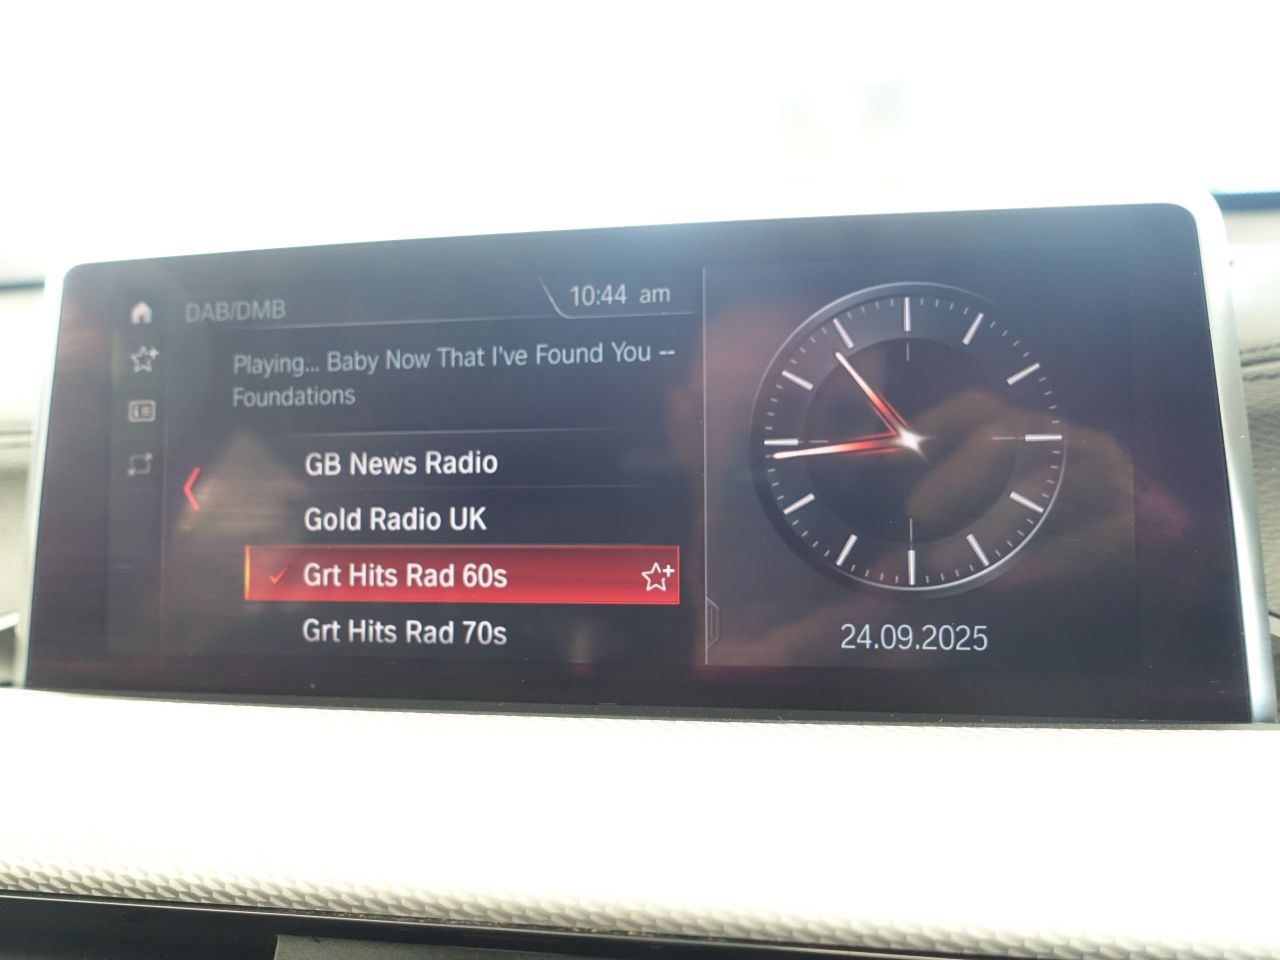 DAB/DMB
10:44 am
Playing... Baby Now That I've Found You --
Foundations
GB News Radio
Gold Radio UK
Grt Hits Rad 60s
Grt Hits Rad 70s
24.09.2025